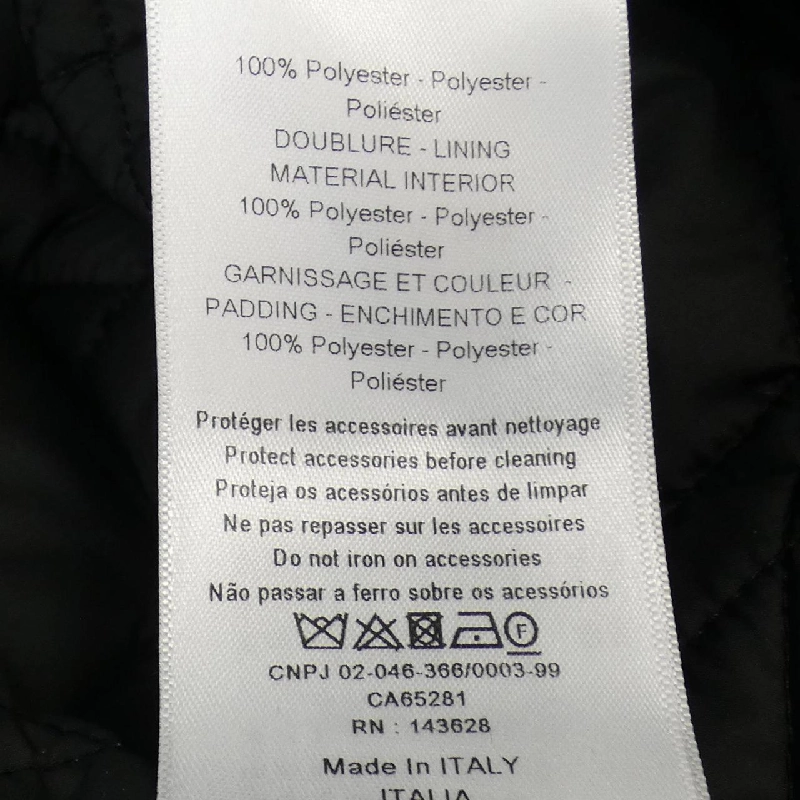 100% Polyester - Polyester -
Poliéster
DOUBLURE - LINING
MATERIAL INTERIOR
100% Polyester - Polyester -
Poliéster
GARNISSAGE ET COULEUR -
PADDING - ENCHIMENTO E COR
100% Polyester - Polyester -
Poliéster
Protéger les accessoires avant nettoyage
Protect accessories before cleaning
Proteja os acessórios antes de limpar
Ne pas repasser sur les accessoires
Do not iron on accessories
Não passar a ferro sobre os acessórios
F
CNPJ 02-046-366/0003-99
CA65281
RN : 143628
Made In ITALY
ITALIA